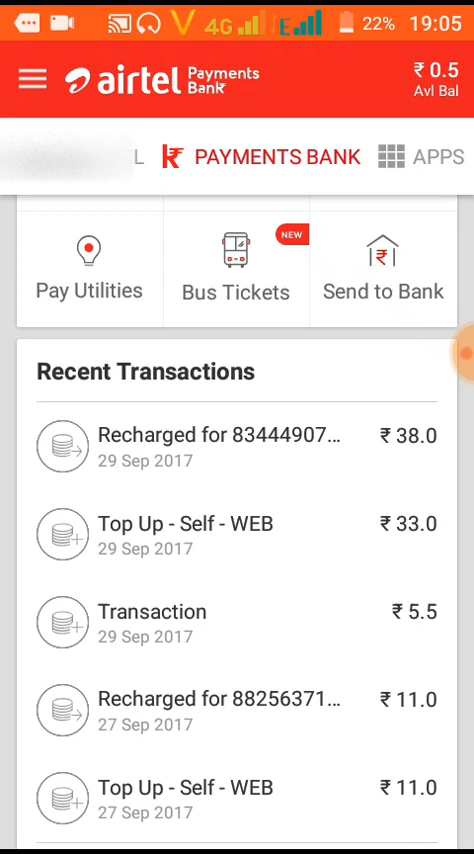 4G E 22% 19:05
airtel Payments Bank
₹ 0.5
Avl Bal
L PAYMENTS BANK APPS
Pay Utilities
NEW
Bus Tickets
Send to Bank
Recent Transactions
Recharged for 83444907... ₹ 38.0
29 Sep 2017
Top Up - Self - WEB ₹ 33.0
29 Sep 2017
Transaction ₹ 5.5
29 Sep 2017
Recharged for 88256371... ₹ 11.0
27 Sep 2017
Top Up - Self - WEB ₹ 11.0
27 Sep 2017